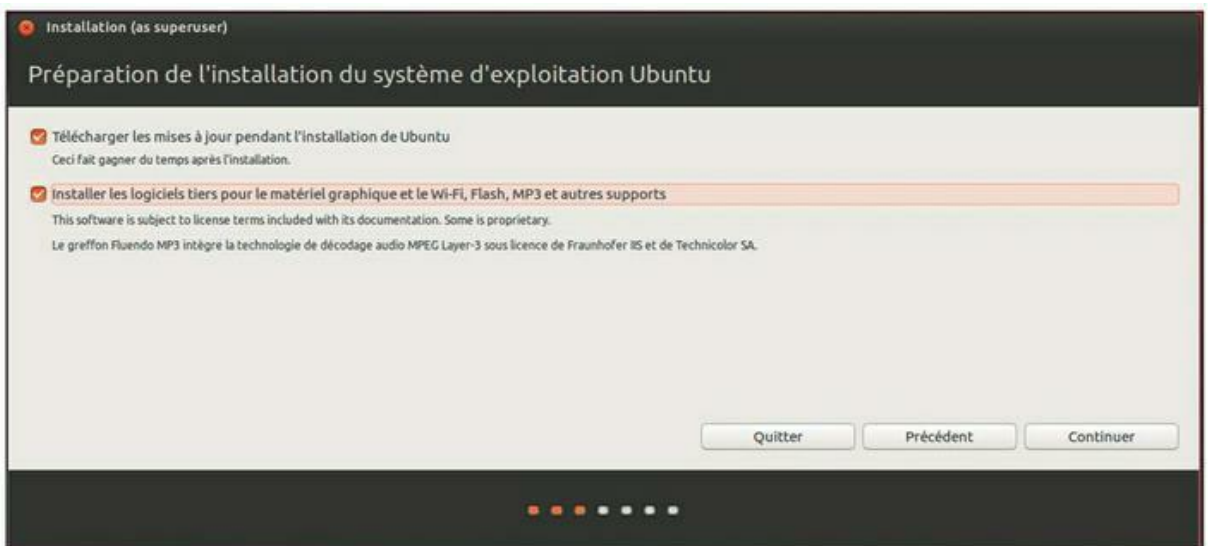 Installation (as superuser)
Préparation de l'installation du système d'exploitation Ubuntu
Télécharger les mises à jour pendant l'installation de Ubuntu
Ceci fait gagner du temps après l'installation.
Installer les logiciels tiers pour le matériel graphique et le Wi-Fi, Flash, MP3 et autres supports
This software is subject to license terms included with its documentation. Some is proprietary.
Le greffon Fluendo MP3 intègre la technologie de décodage audio MPEG Layer-3 sous licence de Fraunhofer IIS et de Technicolor SA.
Quitter
Précédent
Continuer